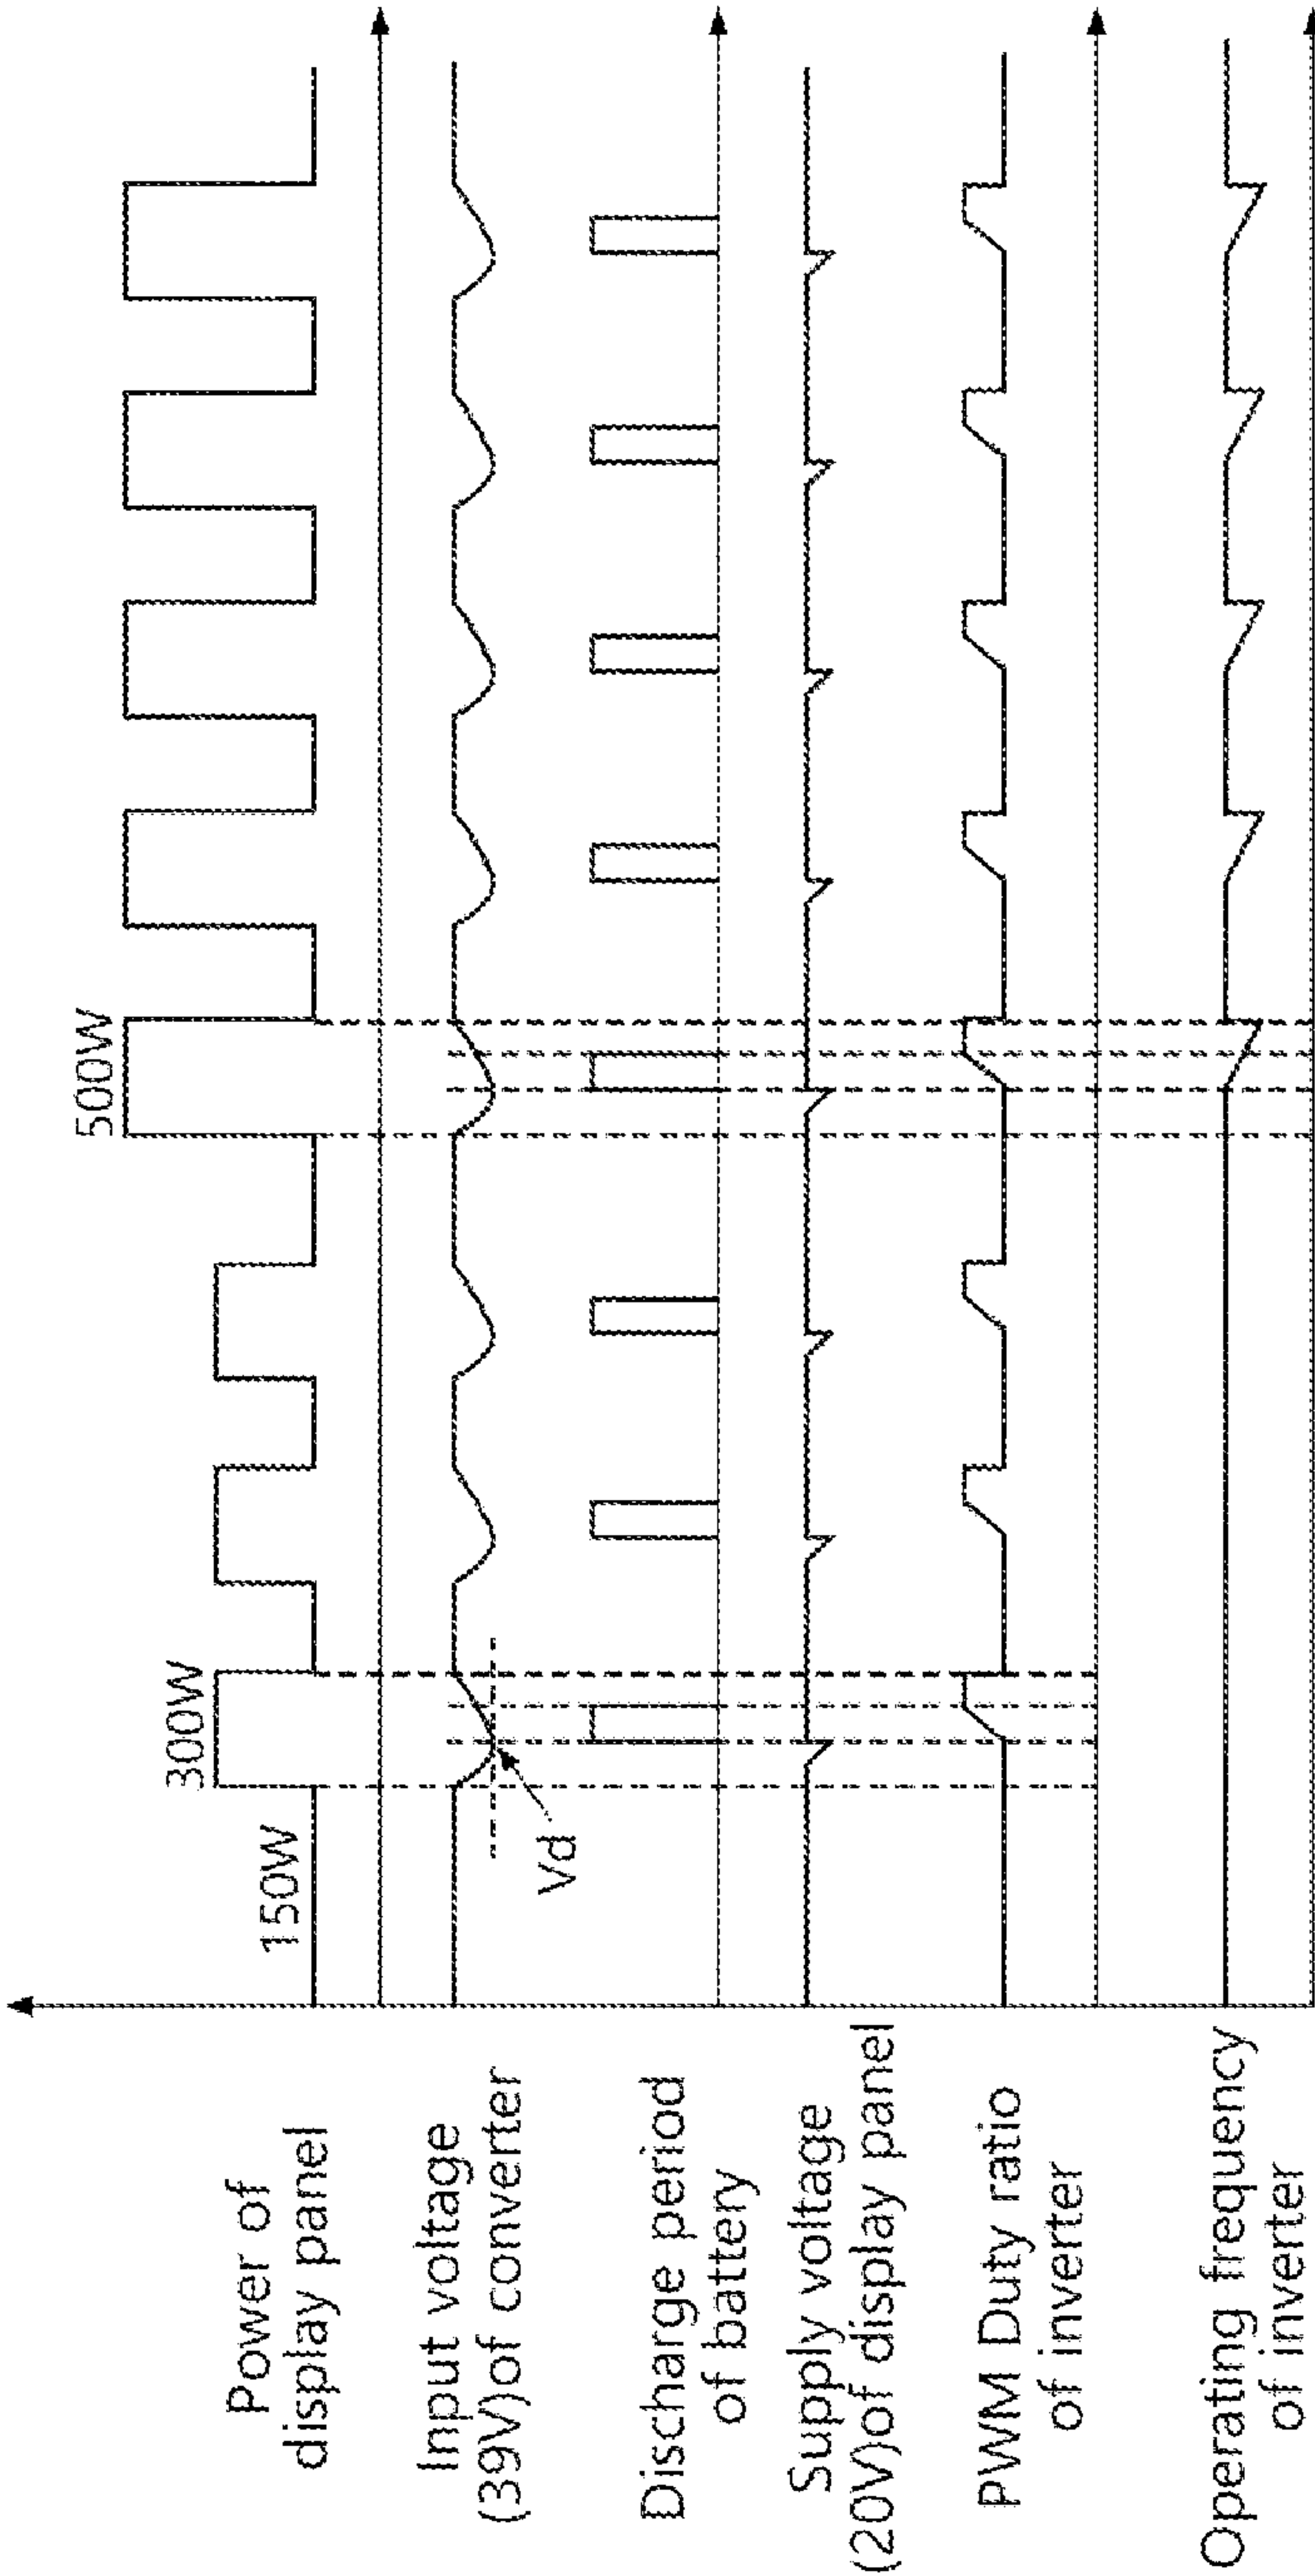 Power of
display panel
150W
300W
500W
Input voltage
(39V)of converter
Vd
Discharge period
of battery
Supply voltage
(20V)of display panel
PWM Duty ratio
of inverter
Operating frequency
of inverter